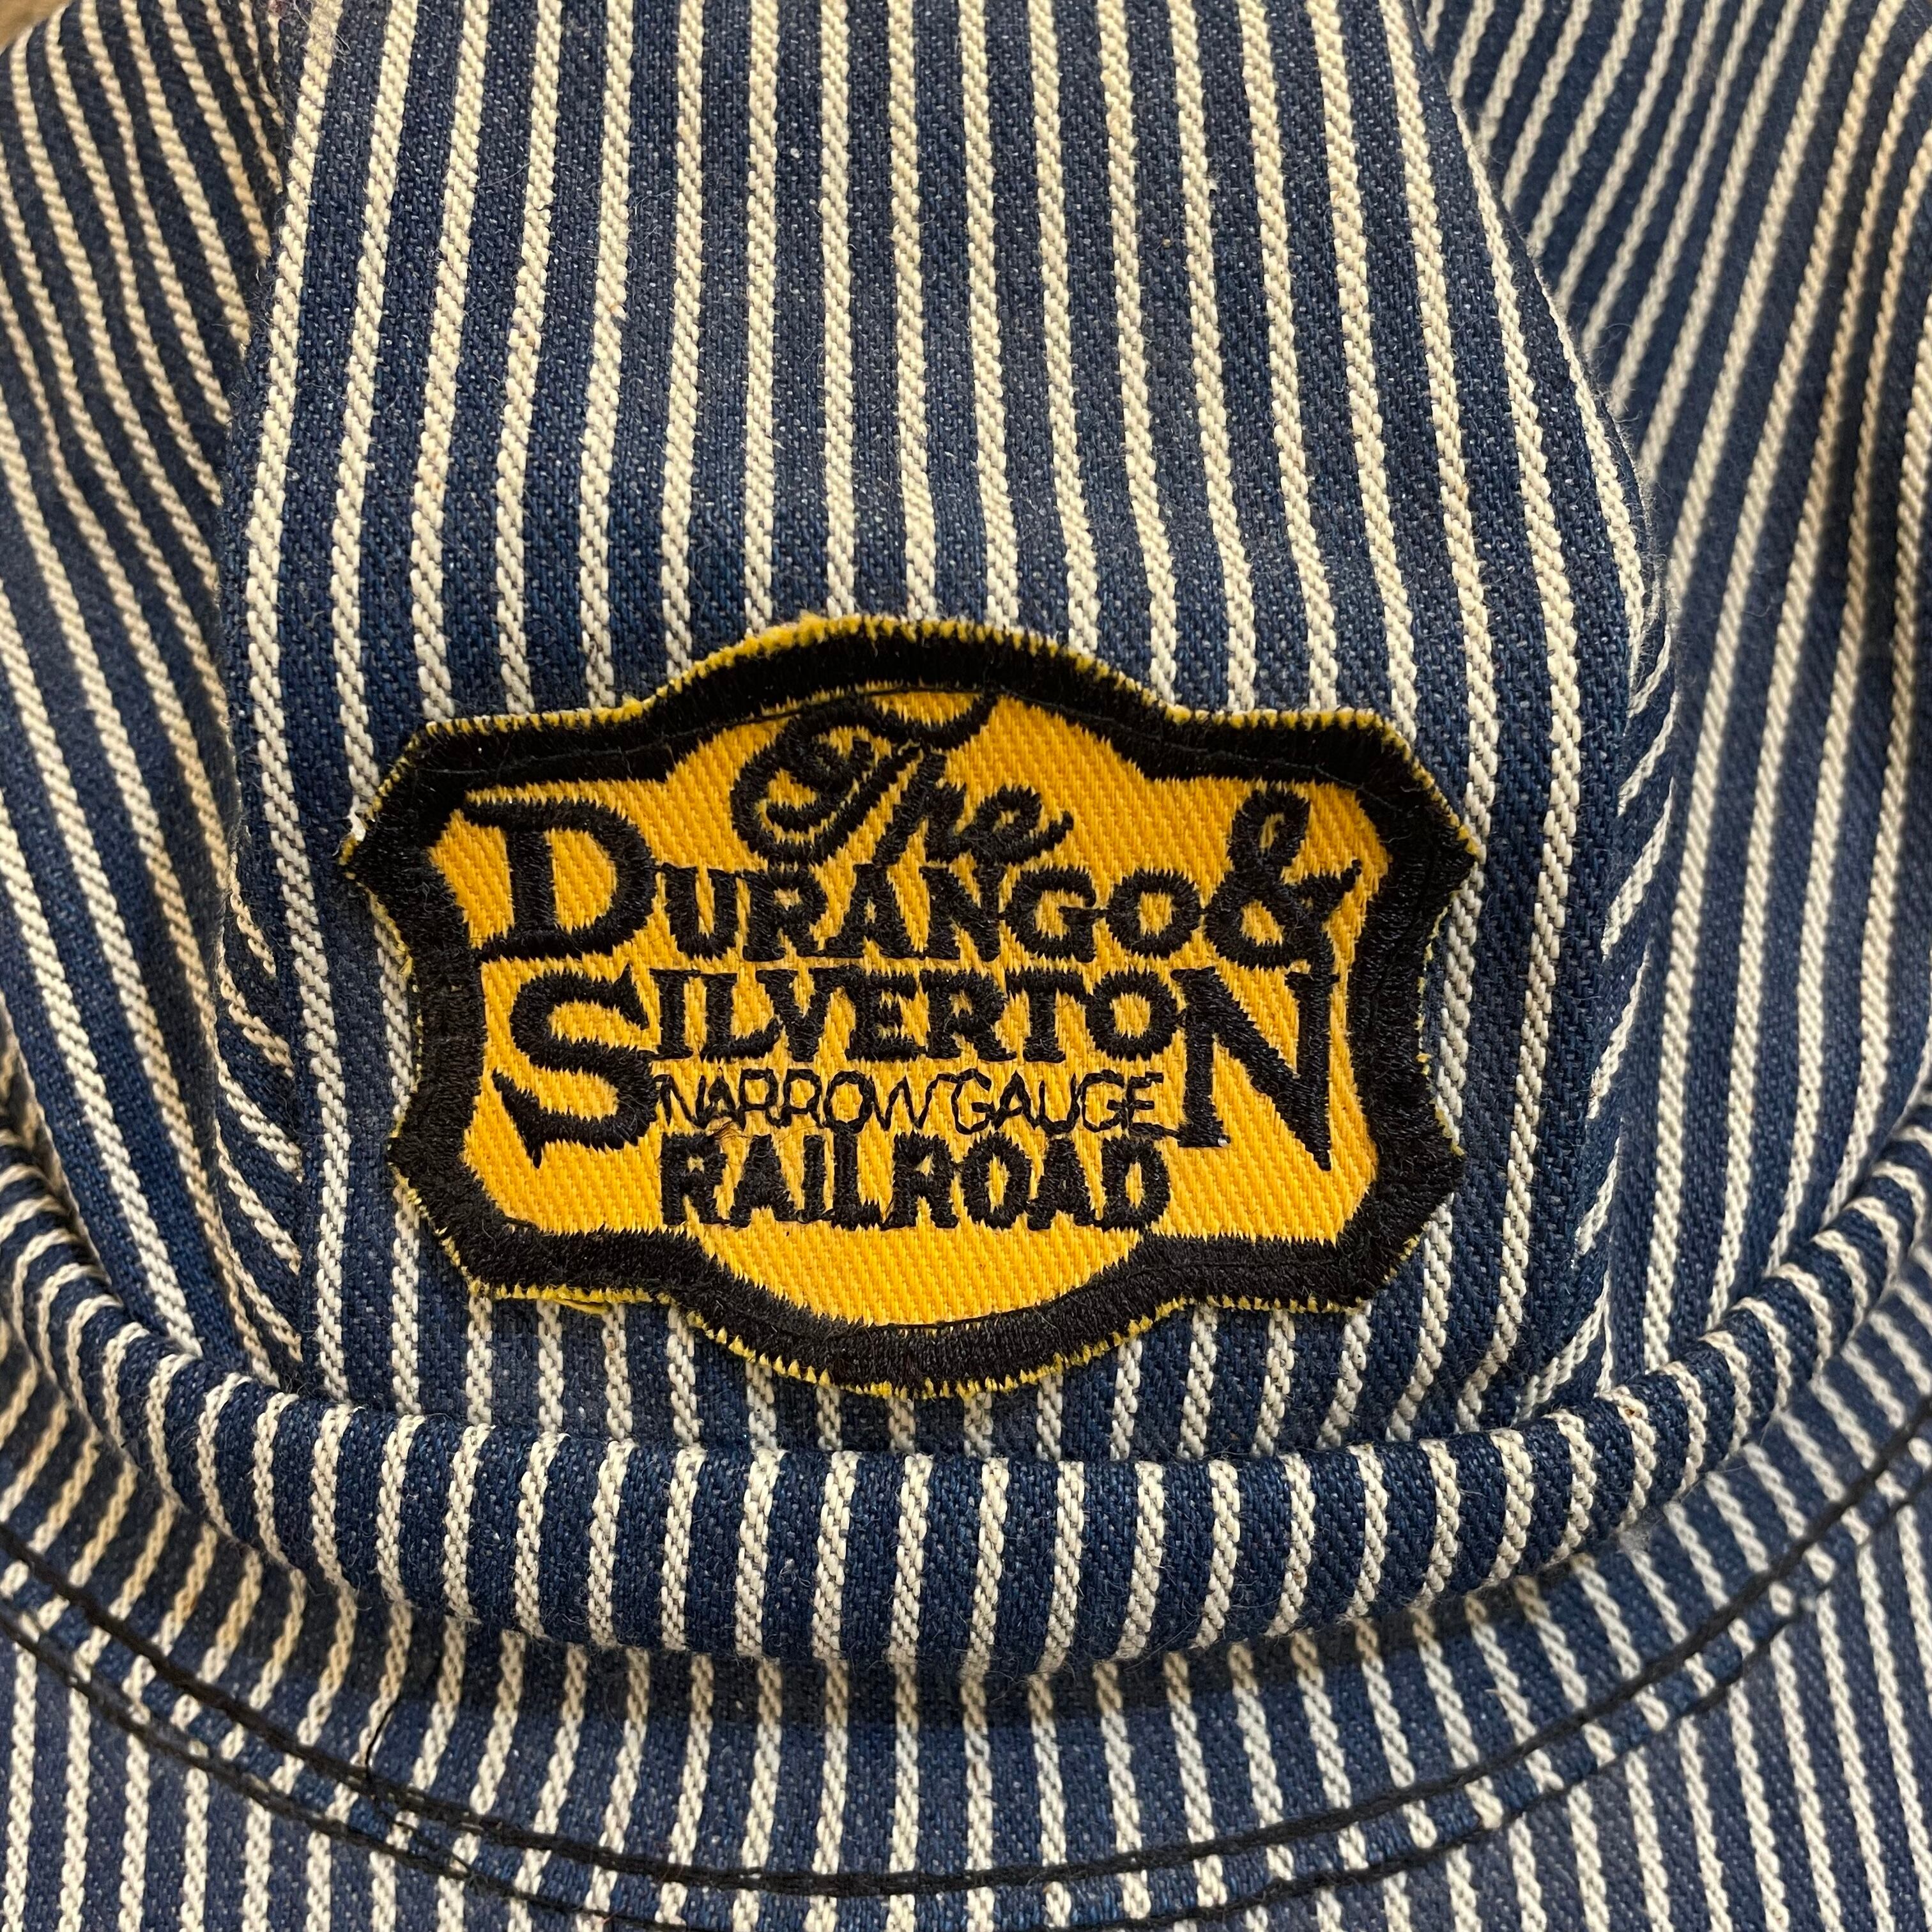 The
DURANGO &
SILVERTON
NARROW GAUGE
RAILROAD